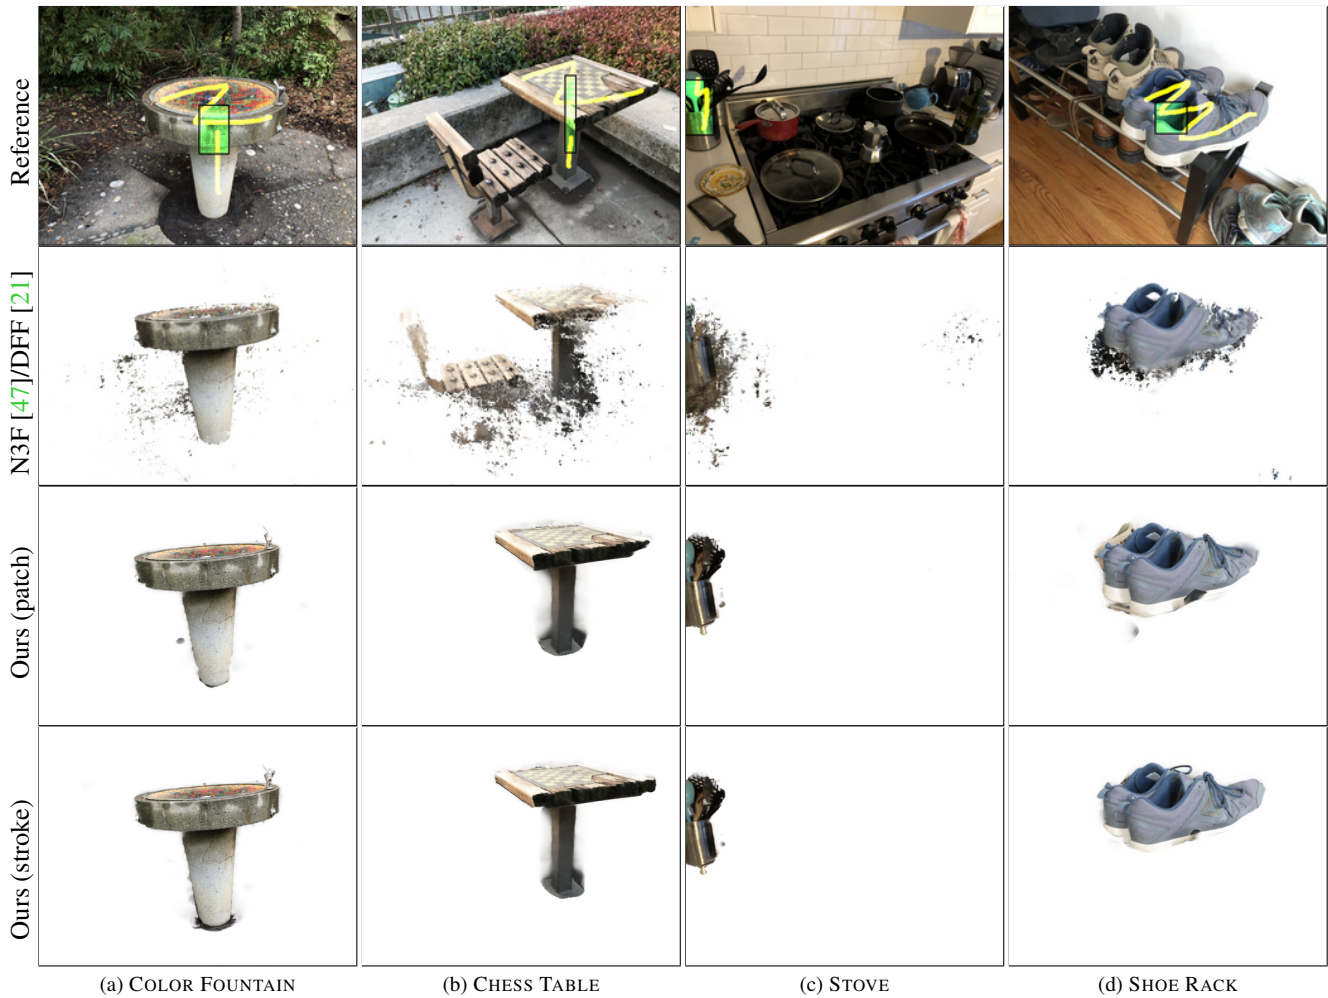 Reference
N3F [47]/DFF [21]
Ours (patch)
Ours (stroke)
(a) COLOR FOUNTAIN
(b) CHESS TABLE
(c) STOVE
(d) SHOE RACK